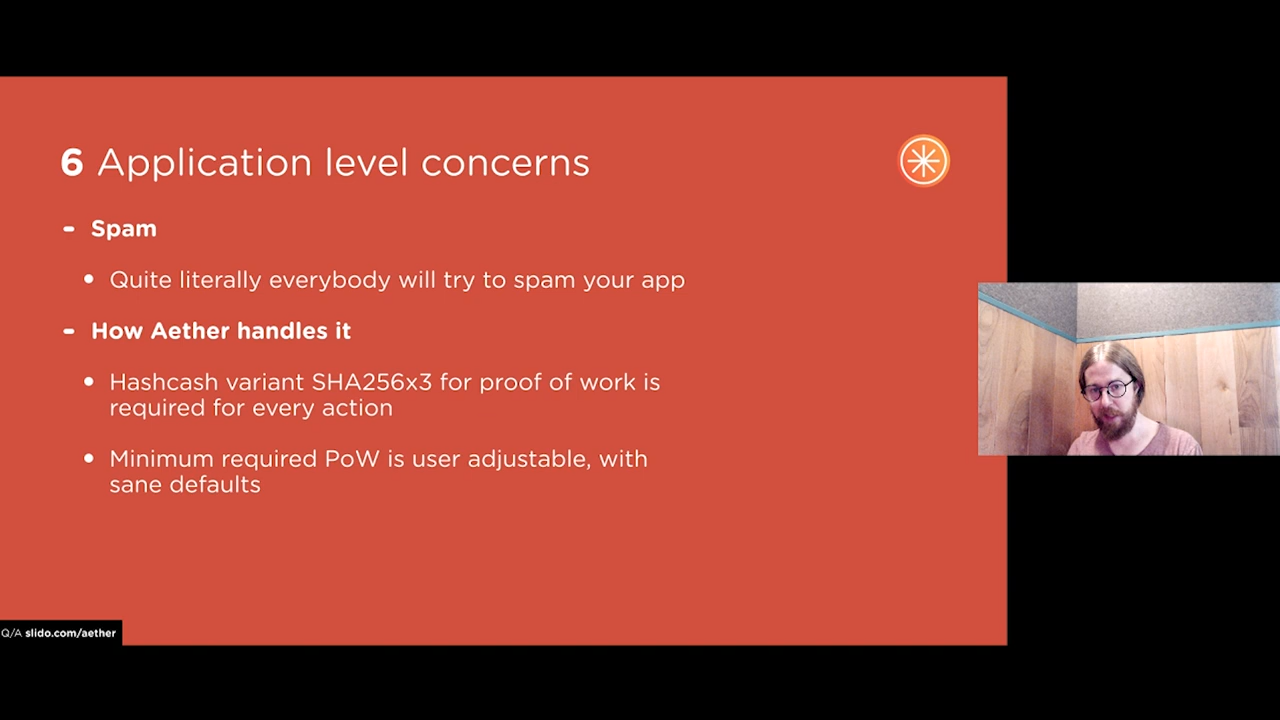 6 Application level concerns
- Spam
• Quite literally everybody will try to spam your app
- How Aether handles it
• Hashcash variant SHA256x3 for proof of work is
required for every action
• Minimum required PoW is user adjustable, with
sane defaults
Q/A slido.com/aether